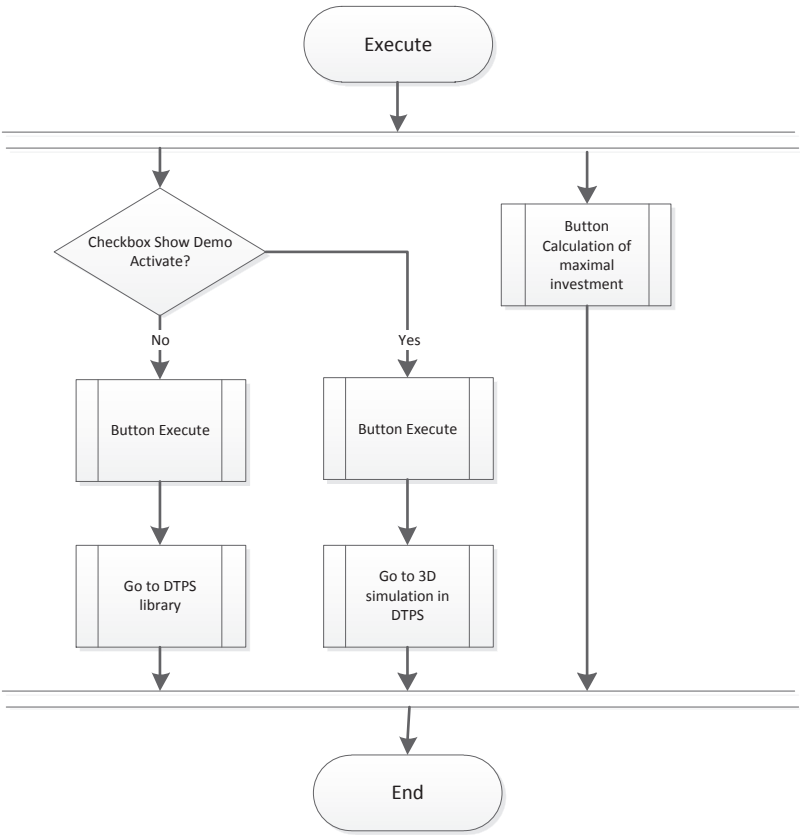 Execute
Checkbox Show Demo
Activate?
Button
Calculation of
maximal
investment
No
Yes
Button Execute
Button Execute
Go to DTPS
library
Go to 3D
simulation in
DTPS
End